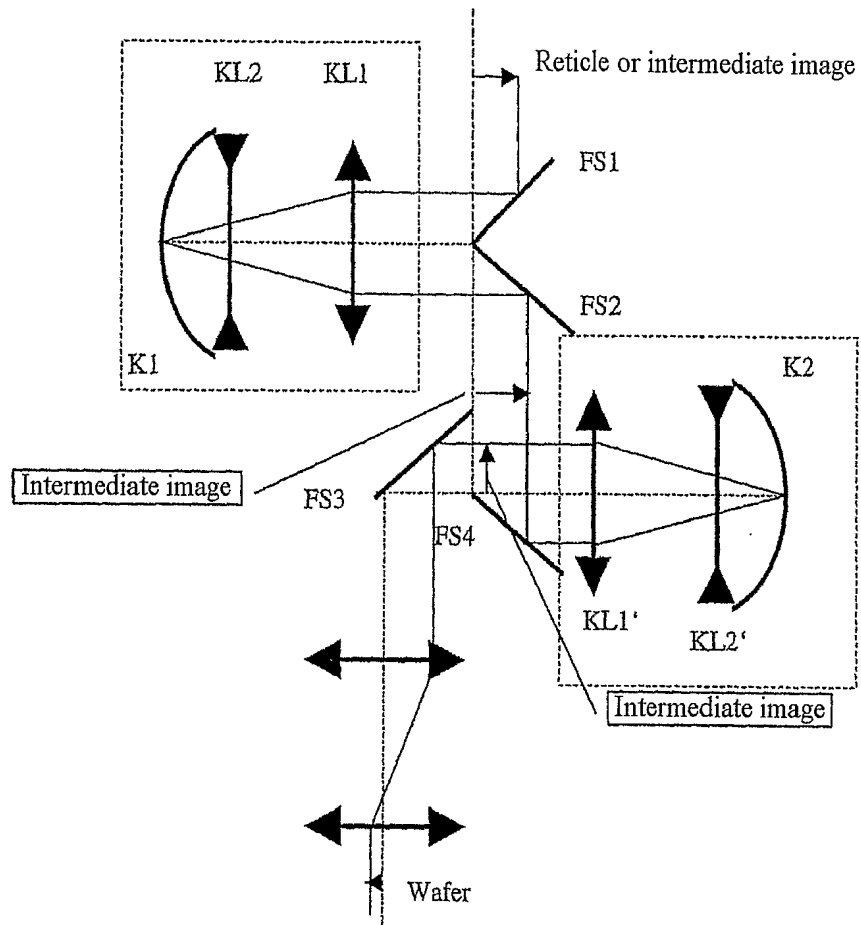 Reticle or intermediate image
KL2
KL1
FS1
FS2
K1
K2
Intermediate image
FS3
FS4
KL1‘
KL2‘
Intermediate image
Wafer